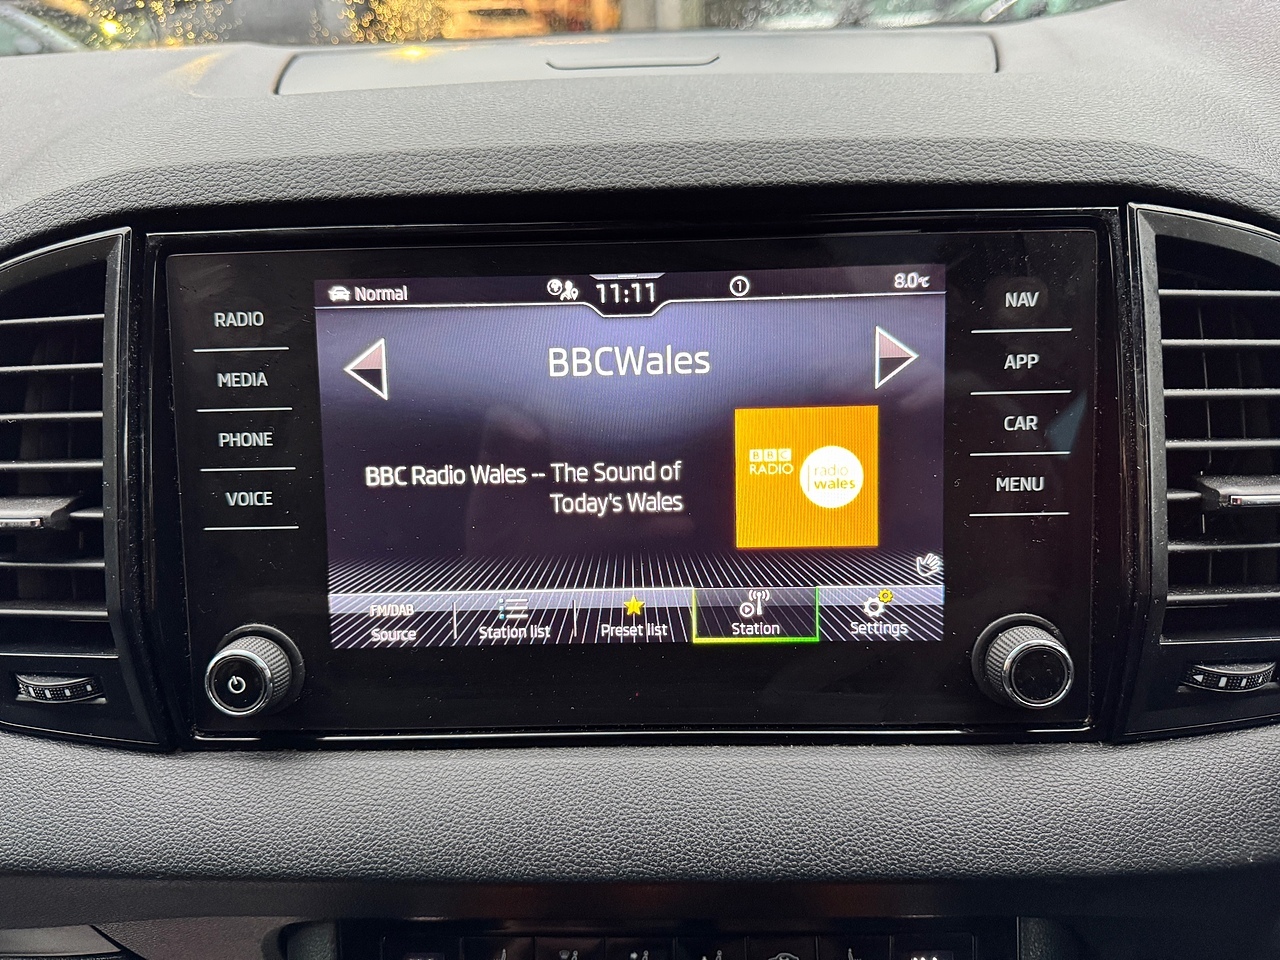 Normal
11:11
1
8.0℃
RADIO
MEDIA
PHONE
VOICE
BBCWales
BBC Radio Wales -- The Sound of
Today's Wales
BBC
RADIO
radio
wales
NAV
APP
CAR
MENU
FM/DAB
Source
Station list
Preset list
Station
Settings